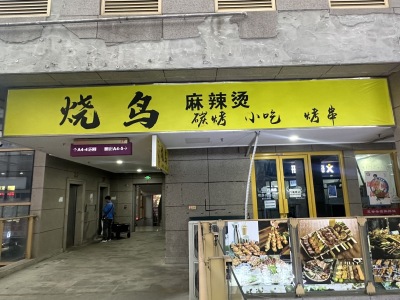 烧鸟
麻辣烫
碳烤 小吃 烤串